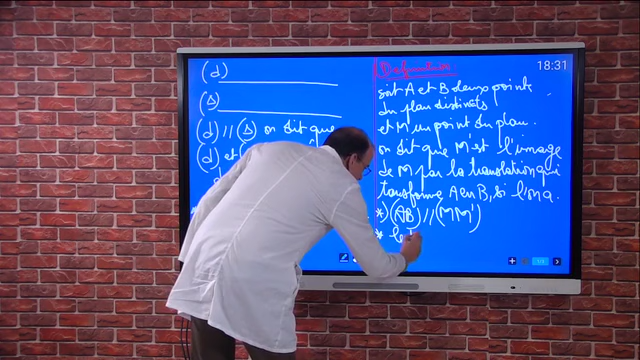 (d)
(Δ)
(d) // (Δ) on dit que
(d) et
Définition
18:31
soit A et B deux points
du plan distincts
et M un point du plan.
on dit que M' est l'image
de M par la translation qui
transforme A en B, si l'on a.
*) (AB) // (MM')
* le